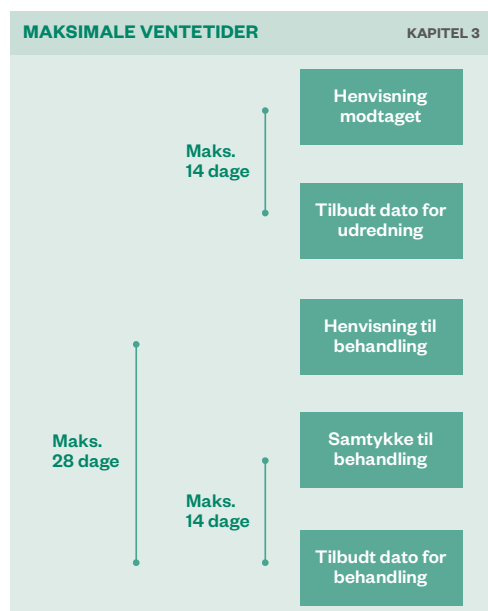 MAKSIMALE VENTETIDER
KAPITEL 3
Henvisning
modtaget
Maks.
14 dage
Tilbudt dato for
udredning
Henvisning til
behandling
Maks.
28 dage
Samtykke til
behandling
Maks.
14 dage
Tilbudt dato for
behandling